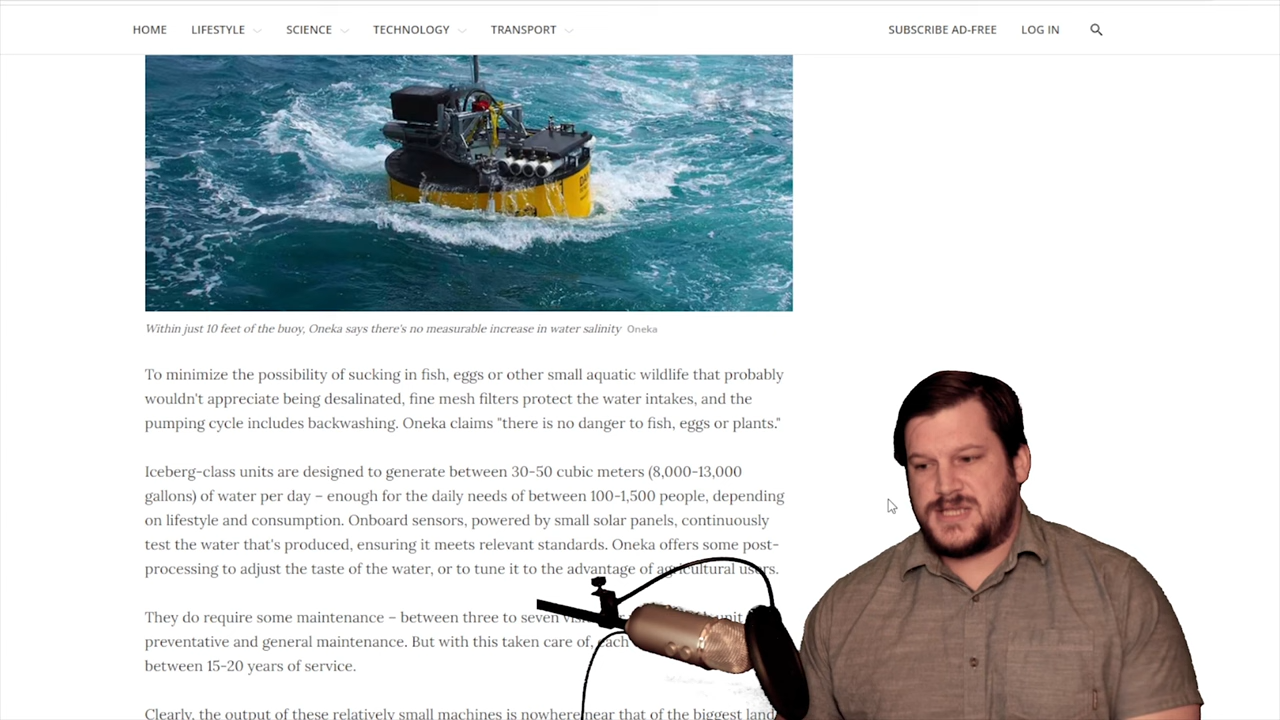 HOME LIFESTYLE SCIENCE TECHNOLOGY TRANSPORT SUBSCRIBE AD-FREE LOG IN
Within just 10 feet of the buoy, Oneka says there's no measurable increase in water salinity Oneka
To minimize the possibility of sucking in fish, eggs or other small aquatic wildlife that probably
wouldn't appreciate being desalinated, fine mesh filters protect the water intakes, and the
pumping cycle includes backwashing. Oneka claims "there is no danger to fish, eggs or plants."
Iceberg-class units are designed to generate between 30-50 cubic meters (8,000-13,000
gallons) of water per day – enough for the daily needs of between 100-1,500 people, depending
on lifestyle and consumption. Onboard sensors, powered by small solar panels, continuously
test the water that's produced, ensuring it meets relevant standards. Oneka offers some post-
processing to adjust the taste of the water, or to tune it to the advantage of agricultural users.
They do require some maintenance – between three to seven
preventative and general maintenance. But with this taken care of, each
between 15-20 years of service.
Clearly, the output of these relatively small machines is nowhere near that of the biggest land